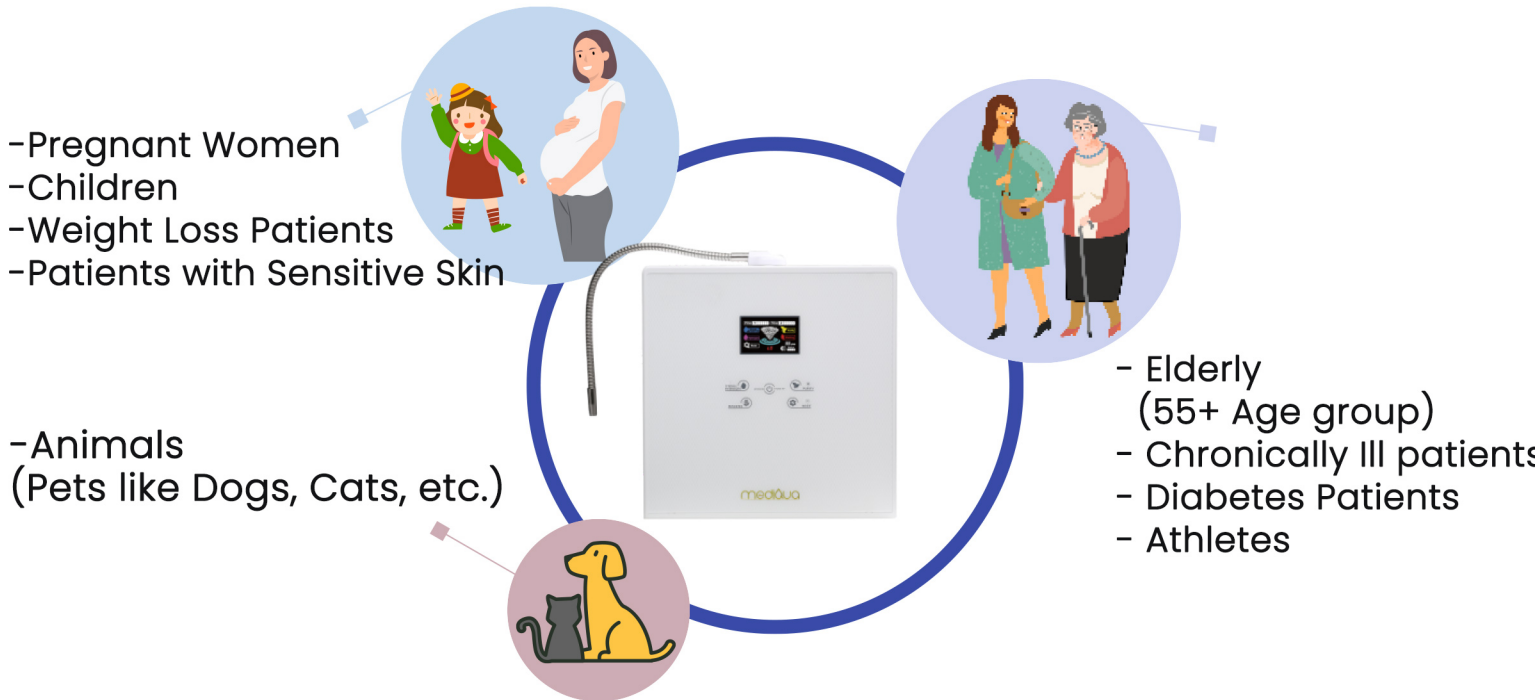 -Pregnant Women
-Children
-Weight Loss Patients
-Patients with Sensitive Skin
-Animals
(Pets like Dogs, Cats, etc.)
- Elderly
(55+ Age group)
- Chronically Ill patients
- Diabetes Patients
- Athletes